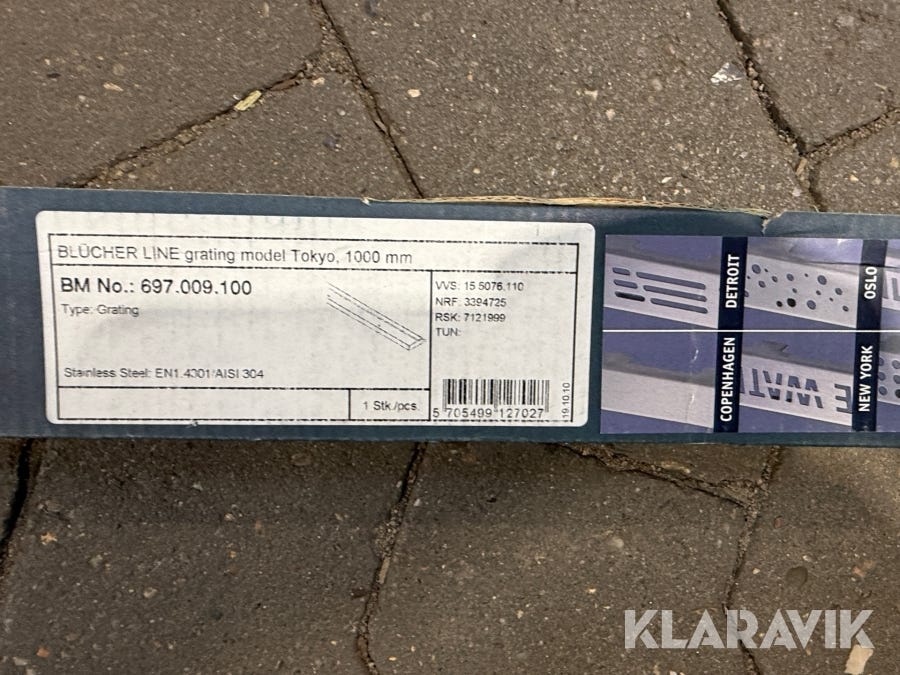 BLÜCHER LINE grating model Tokyo, 1000 mm
BM No.: 697.009.100
Type: Grating
Stainless Steel: EN1.4301/AISI 304
1 Stk./pcs.
VVS: 15.5076.110
NRF: 3394725
RSK: 7121999
TUN:
5 705499 127027
19.10.10
DETROIT
OSLO
COPENHAGEN
NEW YORK
KLARAVIK